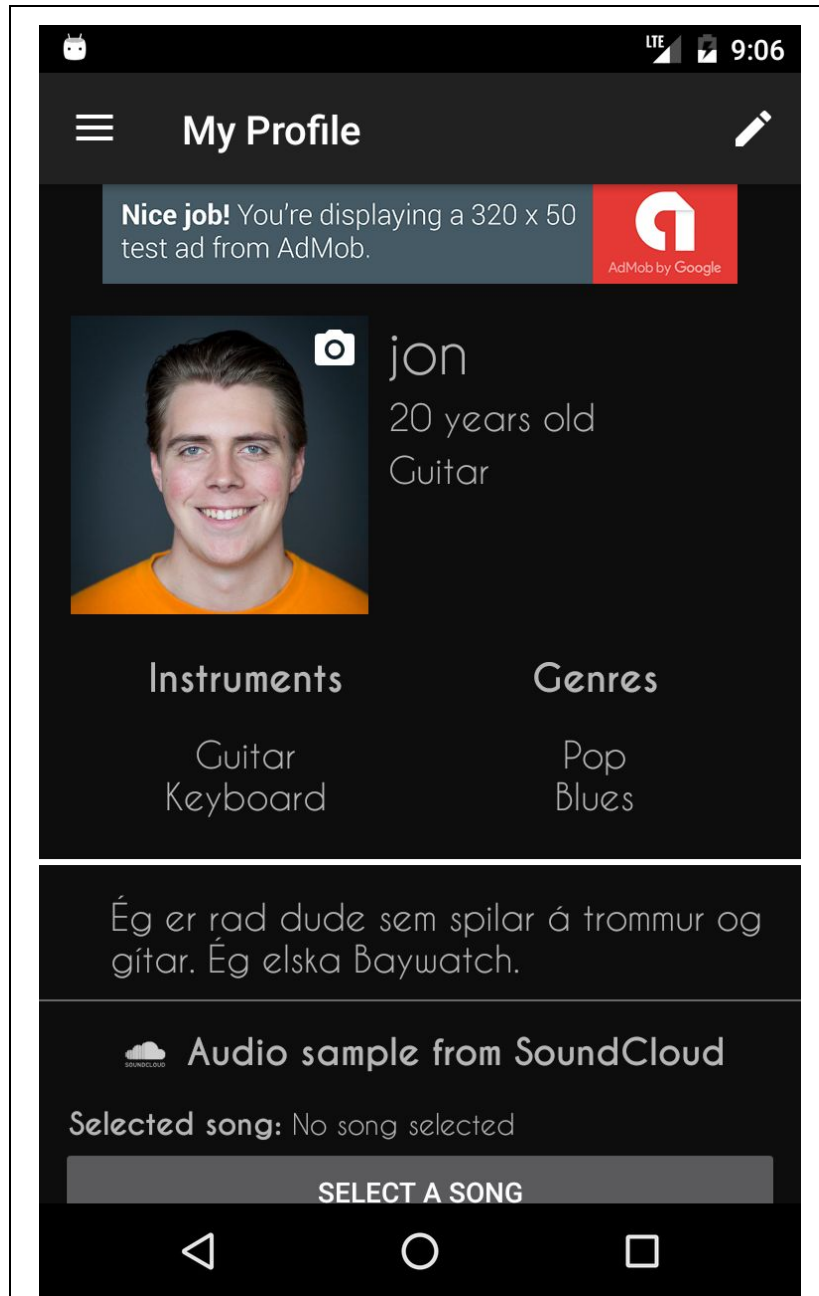 LTE 9:06
My Profile
Nice job! You're displaying a 320 x 50
test ad from AdMob.
AdMob by Google
jon
20 years old
Guitar
Instruments
Genres
Guitar
Pop
Keyboard
Blues
Ég er rad dude sem spilar á trommur og
gítar. Ég elska Baywatch.
SOUNDCLOUD
Audio sample from SoundCloud
Selected song: No song selected
SELECT A SONG